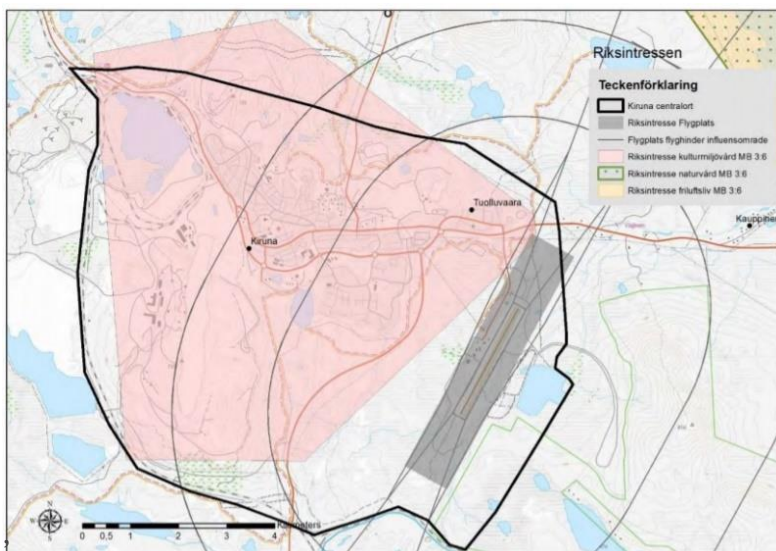 Riksintressen
Teckenförklaring
Kiruna centralort
Riksintresse Flygplats
Flygplats flyghinder influensområde
Riksintresse kulturmiljövård MB 3:6
Riksintresse naturvård MB 3:6
Riksintresse friluftsliv MB 3:6
Tuolluvaara
Kauppinen
Kiruna
N
S
0 0,5 1 2 3 4